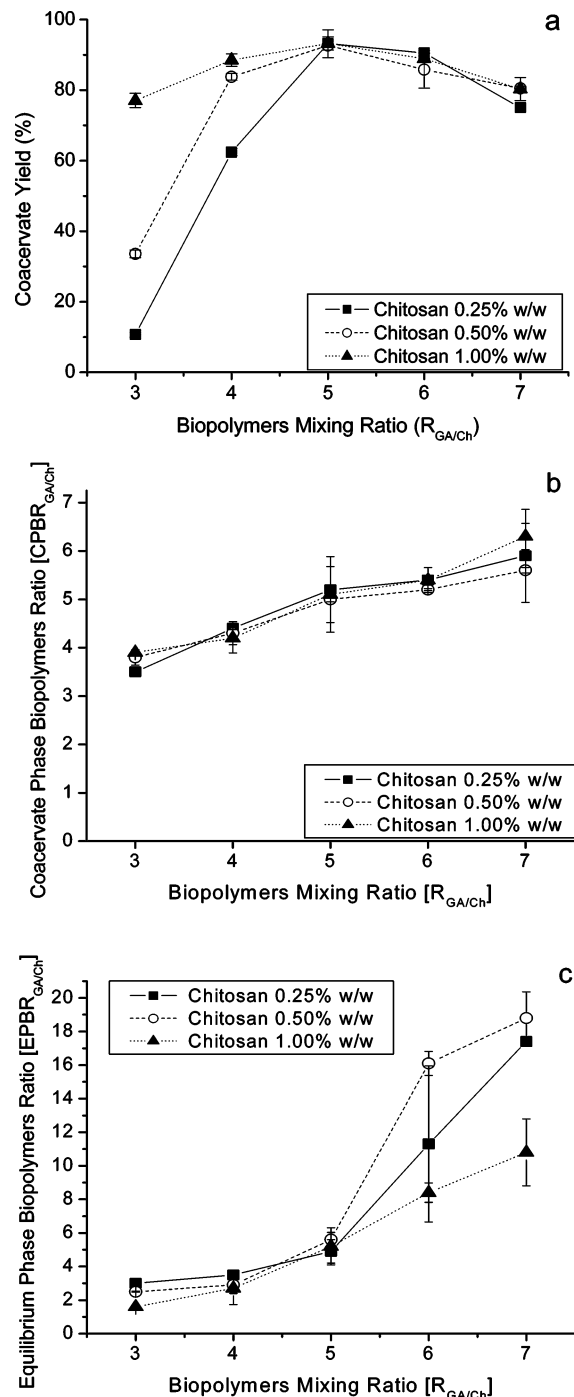 a
100
80
60
40
20
0
Coacervate Yield (%)
Chitosan 0.25% w/w
Chitosan 0.50% w/w
Chitosan 1.00% w/w
3 4 5 6 7
Biopolymers Mixing Ratio (R_GA/Ch)
b
7
6
5
4
3
2
1
0
Coacervate Phase Biopolymers Ratio [CPBR_GA/Ch]
Chitosan 0.25% w/w
Chitosan 0.50% w/w
Chitosan 1.00% w/w
3 4 5 6 7
Biopolymers Mixing Ratio [R_GA/Ch]
c
20
18
16
14
12
10
8
6
4
2
0
Equilibrium Phase Biopolymers Ratio [EPBR_GA/Ch]
Chitosan 0.25% w/w
Chitosan 0.50% w/w
Chitosan 1.00% w/w
3 4 5 6 7
Biopolymers Mixing Ratio [R_GA/Ch]